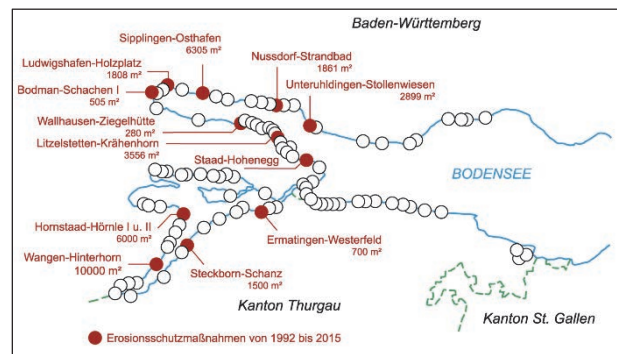 Baden-Württemberg
Sipplingen-Osthafen
6305 m²
Nussdorf-Strandbad
1861 m²
Ludwigshafen-Holzplatz
1808 m²
Unteruhldingen-Stollenwiesen
2899 m²
Bodman-Schachen I
505 m²
Wallhausen-Ziegelhütte
280 m²
Litzelstetten-Krähenhorn
3556 m²
Staad-Hohenegg
BODENSEE
Hornstaad-Hörnle I u. II
6000 m²
Ermatingen-Westerfeld
700 m²
Wangen-Hinterhorn
10000 m²
Steckborn-Schanz
1500 m²
Kanton Thurgau
Kanton St. Gallen
Erosionsschutzmaßnahmen von 1992 bis 2015